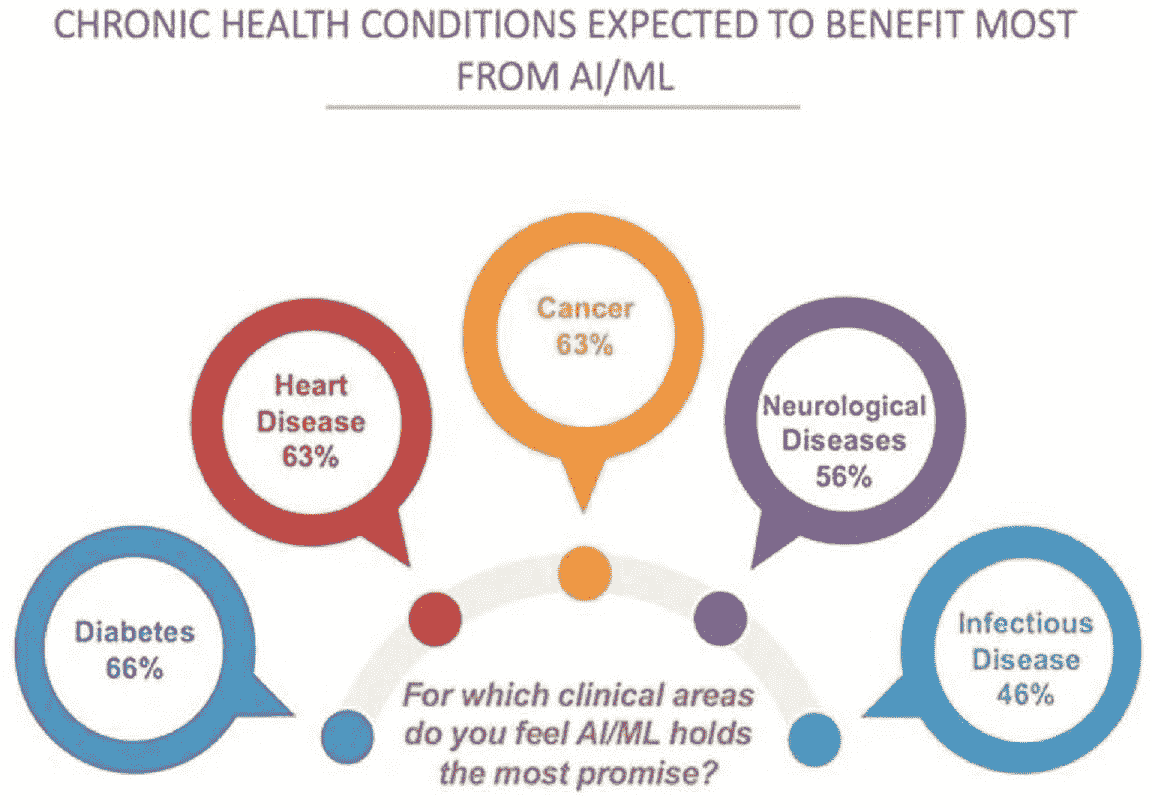 CHRONIC HEALTH CONDITIONS EXPECTED TO BENEFIT MOST
FROM AI/ML
Diabetes
66%
Heart
Disease
63%
Cancer
63%
Neurological
Diseases
56%
Infectious
Disease
46%
For which clinical areas
do you feel AI/ML holds
the most promise?